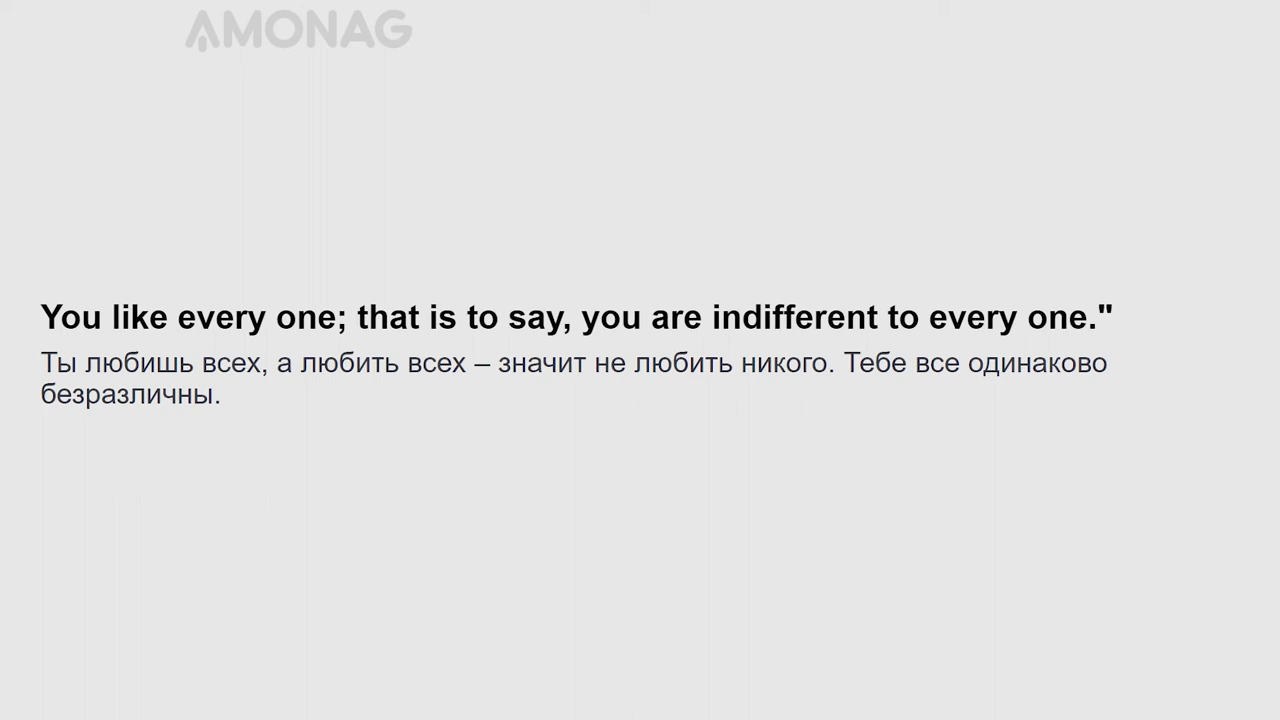 AMONAG
You like every one; that is to say, you are indifferent to every one."
Ты любишь всех, а любить всех – значит не любить никого. Тебе все одинаково
безразличны.